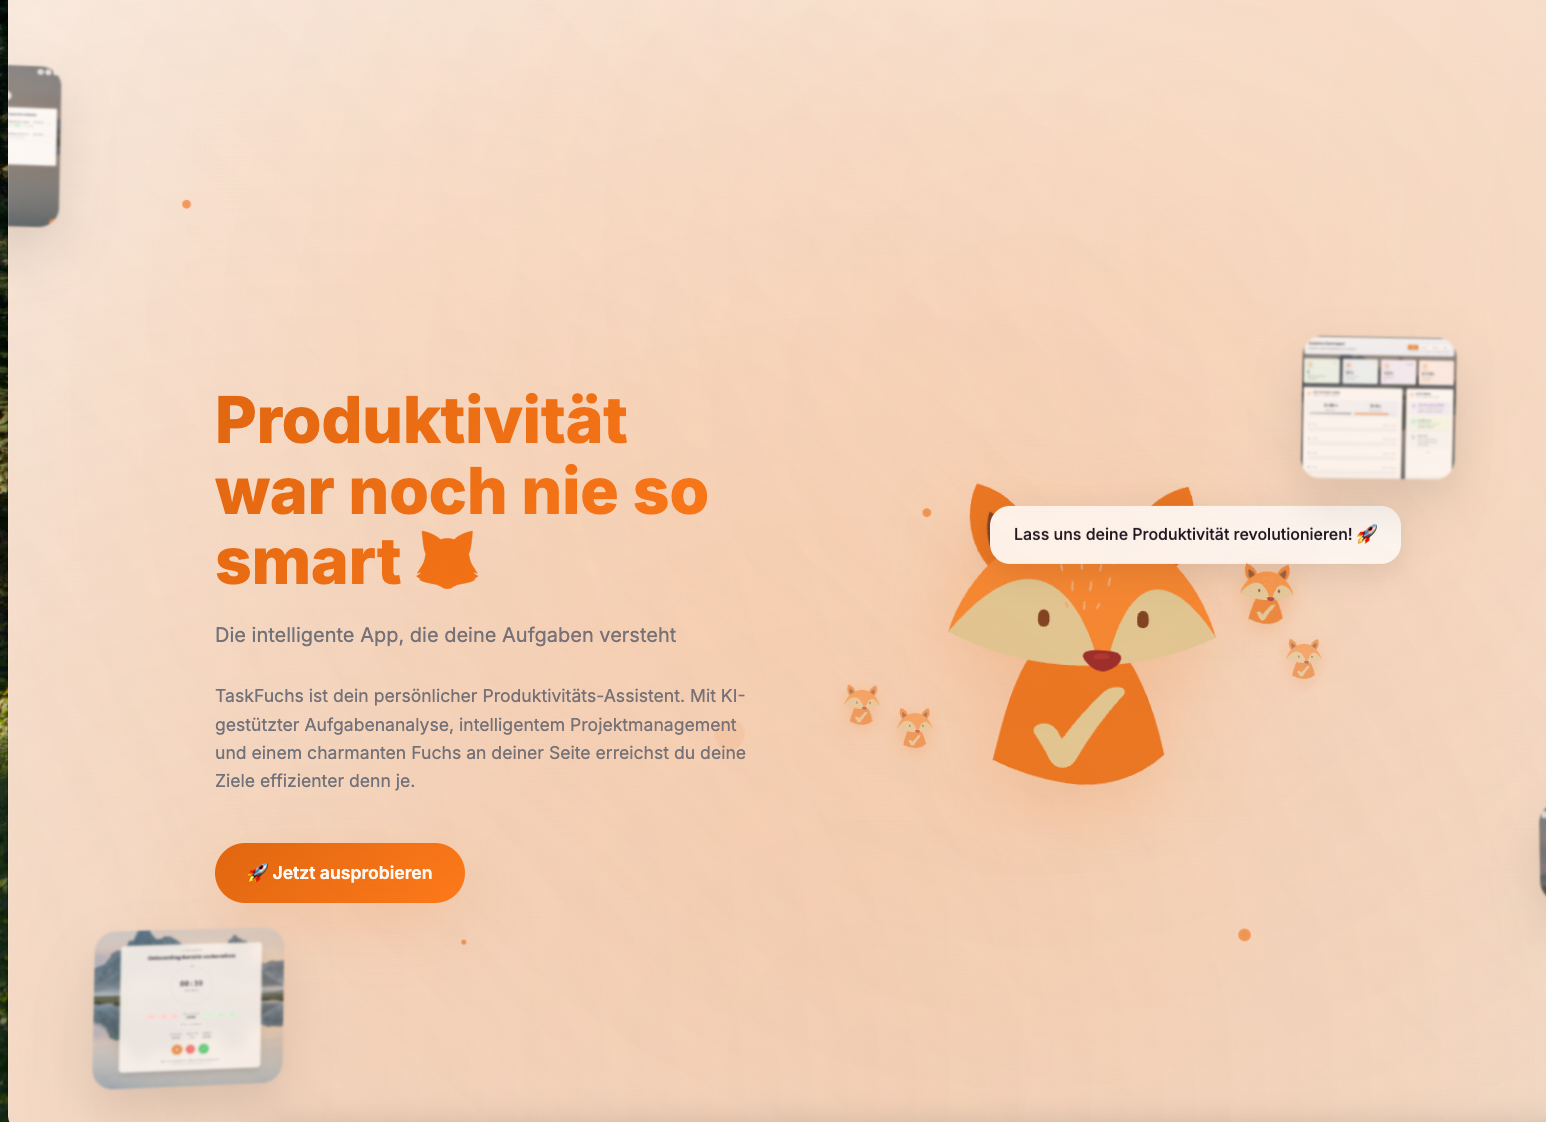 Produktivität
war noch nie so
smart
Die intelligente App, die deine Aufgaben versteht
TaskFuchs ist dein persönlicher Produktivitäts-Assistent. Mit KI-
gestützter Aufgabenanalyse, intelligentem Projektmanagement
und einem charmanten Fuchs an deiner Seite erreichst du deine
Ziele effizienter denn je.
🚀 Jetzt ausprobieren
Lass uns deine Produktivität revolutionieren! 🚀